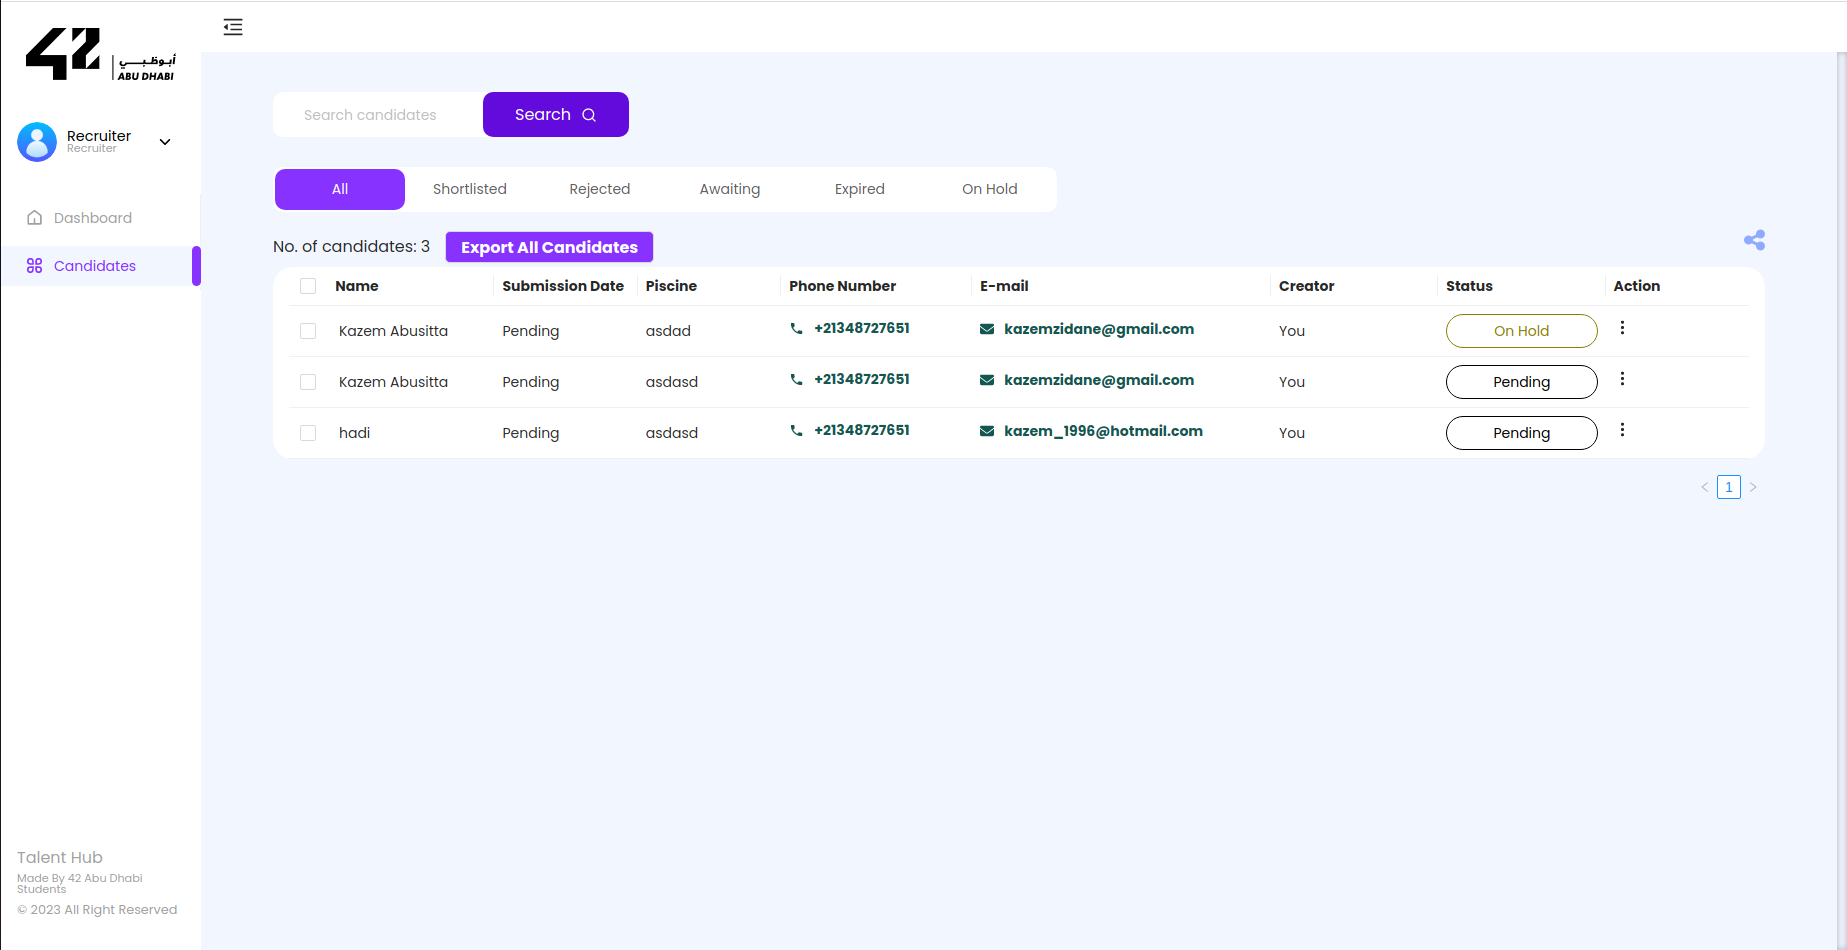 42
أبوظبي
ABU DHABI
Recruiter
Recruiter
Dashboard
Candidates
Search candidates
Search
All Shortlisted Rejected Awaiting Expired On Hold
No. of candidates: 3 Export All Candidates
Name Submission Date Piscine Phone Number E-mail Creator Status Action
Kazem Abusitta Pending asdad +21348727651 kazemzidane@gmail.com You On Hold
Kazem Abusitta Pending asdasd +21348727651 kazemzidane@gmail.com You Pending
hadi Pending asdasd +21348727651 kazem_1996@hotmail.com You Pending
< 1 >
Talent Hub
Made By 42 Abu Dhabi
Students
© 2023 All Right Reserved